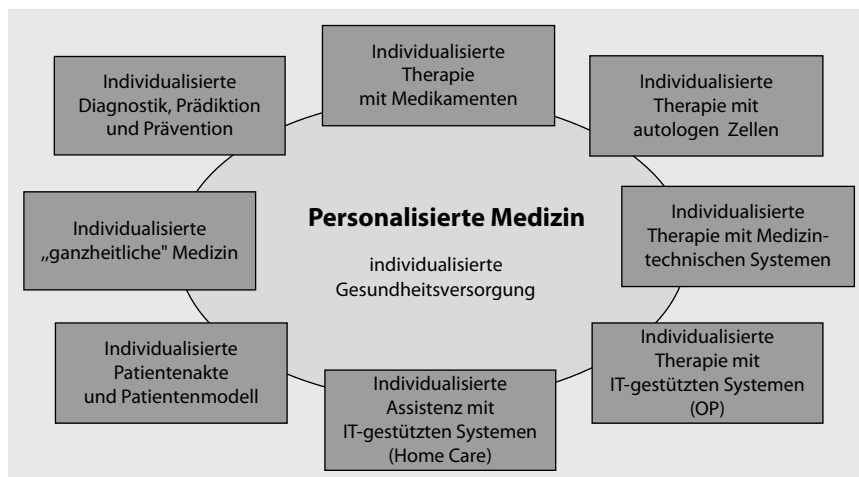 Individualisierte
Therapie
mit Medikamenten
Individualisierte
Diagnostik, Prädiktion
und Prävention
Individualisierte
Therapie mit
autologen Zellen
Individualisierte
„ganzheitliche" Medizin
Personalisierte Medizin
individualisierte
Gesundheitsversorgung
Individualisierte
Therapie mit Medizin-
technischen Systemen
Individualisierte
Patientenakte
und Patientenmodell
Individualisierte
Assistenz mit
IT-gestützten Systemen
(Home Care)
Individualisierte
Therapie mit
IT-gestützten Systemen
(OP)